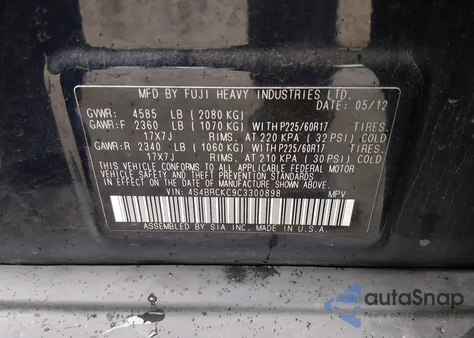 MFD BY FUJI HEAVY INDUSTRIES LTD.
DATE: 05/12
GVWR: 4585 LB (2080 KG)
GAWR:F 2360 LB (1070 KG) WITH P225/60R17 TIRES,
17X7J RIMS, AT 220 KPA (32 PSI) COLD
GAWR:R 2340 LB (1060 KG) WITH P225/60R17 TIRES,
17X7J RIMS, AT 210 KPA (30 PSI) COLD
THIS VEHICLE CONFORMS TO ALL APPLICABLE FEDERAL MOTOR
VEHICLE SAFETY AND THEFT PREVENTION STANDARDS IN
EFFECT ON THE DATE OF MANUFACTURE SHOWN ABOVE.
VIN: 4S4BRCKC9C3300898 MPV
ASSEMBLED BY SIA INC. MADE IN U.S.A.
autoSnap
Pewne auto z